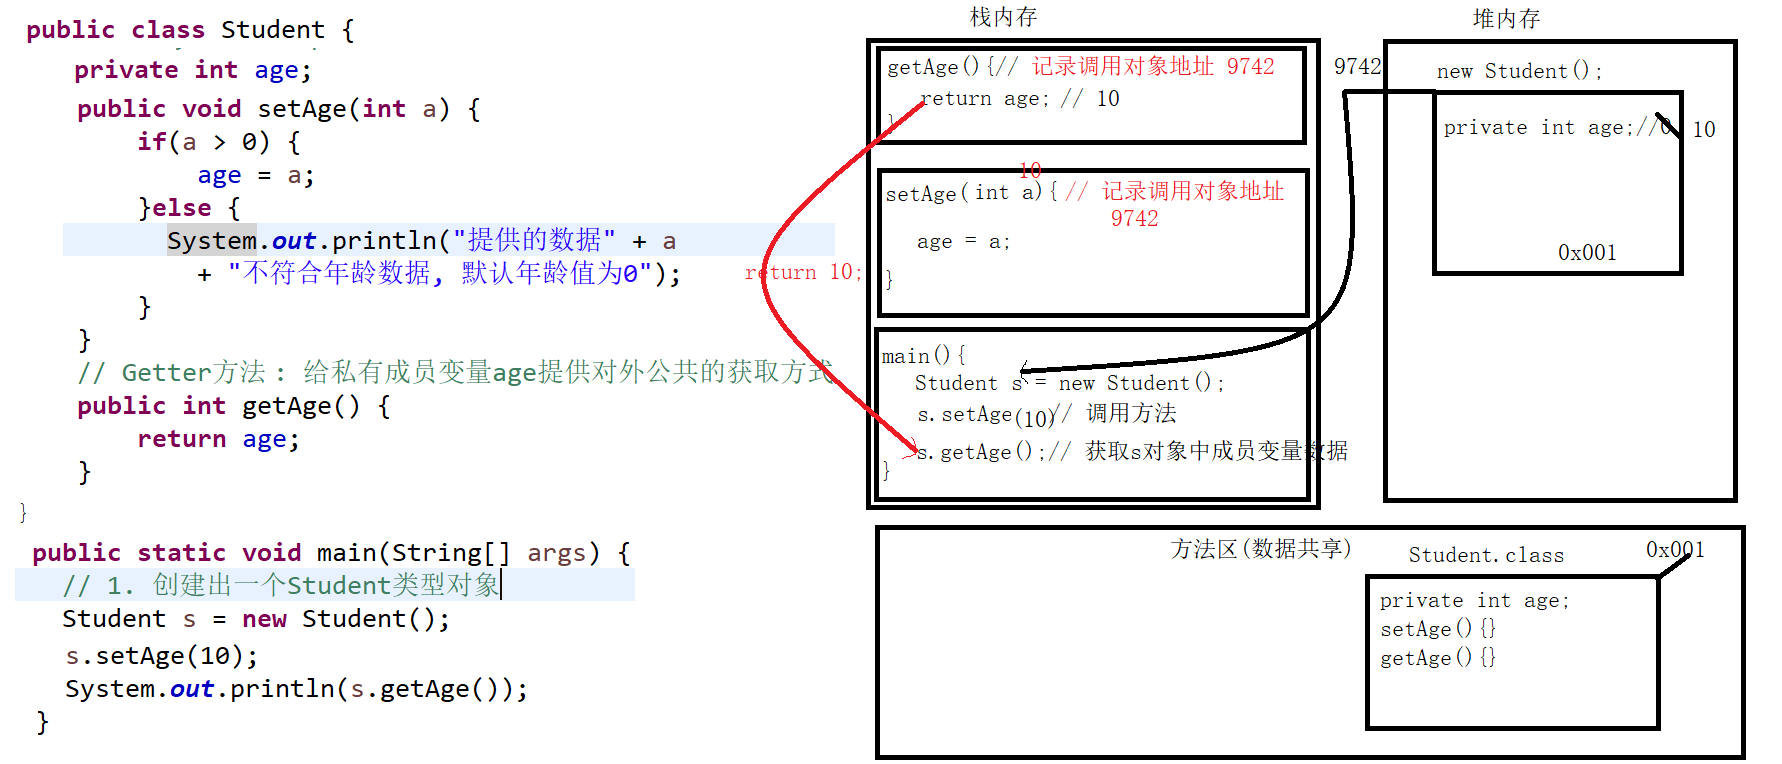 public class Student {
private int age;
public void setAge(int a) {
if(a > 0) {
age = a;
}else {
System.out.println("提供的数据" + a
+ "不符合年龄数据, 默认年龄值为0");
}
}
// Getter方法 : 给私有成员变量age提供对外公共的获取方式
public int getAge() {
return age;
}
}
public static void main(String[] args) {
// 1. 创建出一个Student类型对象
Student s = new Student();
s.setAge(10);
System.out.println(s.getAge());
}
栈内存
getAge(){// 记录调用对象地址 9742
return age; // 10
}
10
setAge(int a){ // 记录调用对象地址
9742
age = a;
}
return 10;
main(){
Student s = new Student();
s.setAge(10) // 调用方法
s.getAge();// 获取s对象中成员变量数据
}
堆内存
9742
new Student();
private int age;//0 10
0x001
方法区(数据共享)
Student.class
0x001
private int age;
setAge(){}
getAge(){}